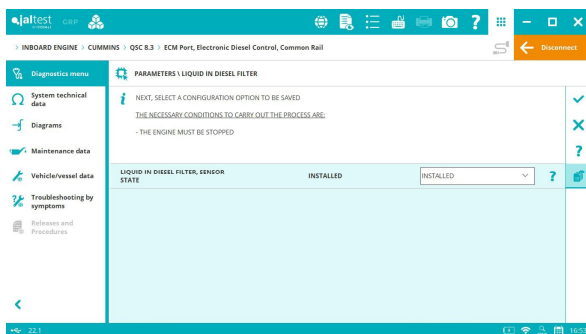 jaltest GRP
> INBOARD ENGINE > CUMMINS > QSC 8.3 > ECM Port, Electronic Diesel Control, Common Rail
Disconnect
Diagnostics menu
PARAMETERS \ LIQUID IN DIESEL FILTER
System technical data
Diagrams
Maintenance data
Vehicle/vessel data
Troubleshooting by symptoms
Releases and Procedures
NEXT, SELECT A CONFIGURATION OPTION TO BE SAVED
THE NECESSARY CONDITIONS TO CARRY OUT THE PROCESS ARE:
- THE ENGINE MUST BE STOPPED
LIQUID IN DIESEL FILTER, SENSOR STATE
INSTALLED
INSTALLED
?
22.1
16:53